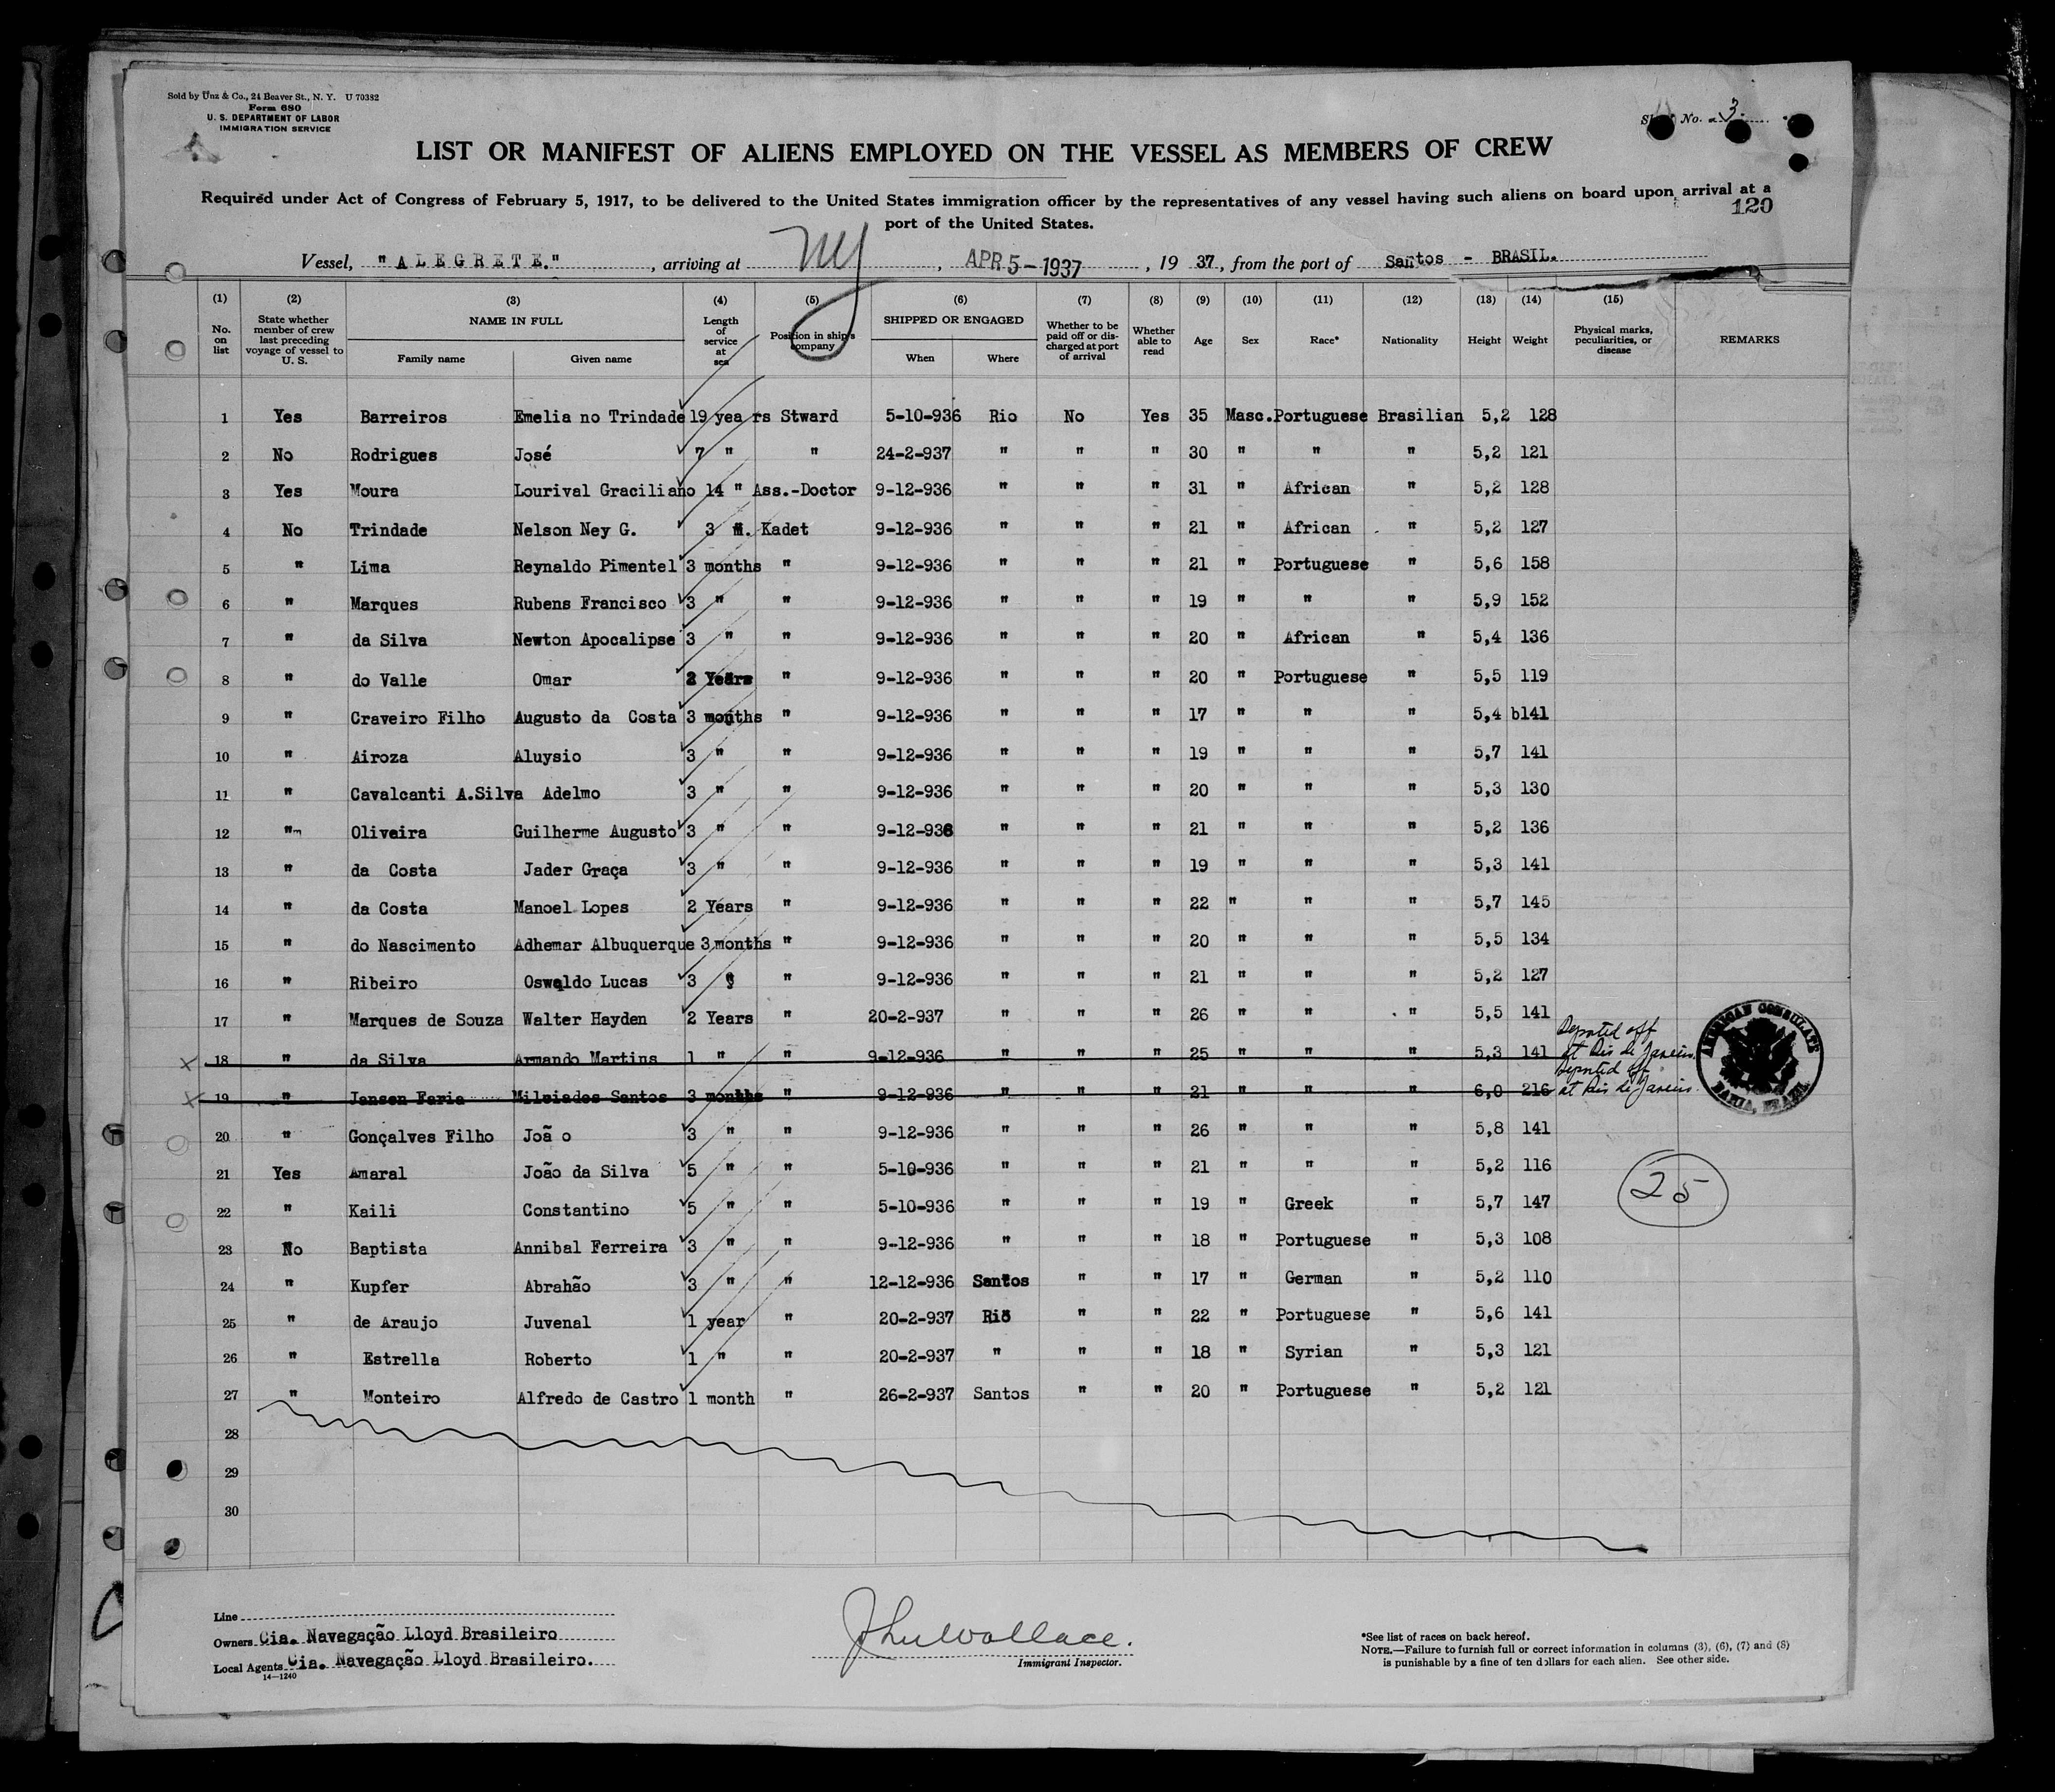 Sold by Unz & Co., 24 Beaver St., N. Y. U 70382
Form 680
U. S. DEPARTMENT OF LABOR
IMMIGRATION SERVICE
No. 3.
LIST OR MANIFEST OF ALIENS EMPLOYED ON THE VESSEL AS MEMBERS OF CREW
Required under Act of Congress of February 5, 1917, to be delivered to the United States immigration officer by the representatives of any vessel having such aliens on board upon arrival at a
port of the United States.
120
Vessel, "ALEGRETE." , arriving at NY , APR 5-1937 , 19 37, from the port of Santos - BRASIL.
(1) (2) (3) (4) (5) (6) (7) (8) (9) (10) (11) (12) (13) (14) (15)
No. on list State whether member of crew last preceding voyage of vessel to U. S. NAME IN FULL Family name Given name Length of service at sea Position in ship's company SHIPPED OR ENGAGED When Where Whether to be paid off or discharged at port of arrival Whether able to read Age Sex Race* Nationality Height Weight Physical marks, peculiarities, or disease REMARKS
1 Yes Barreiros Emelia no Trindade 19 years Stward 5-10-936 Rio No Yes 35 Masc. Portuguese Brasilian 5,2 128
2 No Rodrigues José 7 " " 24-2-937 " " " 30 " " " 5,2 121
3 Yes Moura Lourival Graciliano 14 " Ass.-Doctor 9-12-936 " " " 31 " African " 5,2 128
4 No Trindade Nelson Ney G. 3 m. Kadet 9-12-936 " " " 21 " African " 5,2 127
5 " Lima Reynaldo Pimentel 3 months " 9-12-936 " " " 21 " Portuguese " 5,6 158
6 " Marques Rubens Francisco 3 " " 9-12-936 " " " 19 " " " 5,9 152
7 " da Silva Newton Apocalipse 3 " " 9-12-936 " " " 20 " African " 5,4 136
8 " do Valle Omar 2 Years " 9-12-936 " " " 20 " Portuguese " 5,5 119
9 " Craveiro Filho Augusto da Costa 3 months " 9-12-936 " " " 17 " " " 5,4 b141
10 " Airoza Aluysio 3 " " 9-12-936 " " " 19 " " " 5,7 141
11 " Cavalcanti A.Silva Adelmo 3 " " 9-12-936 " " " 20 " " " 5,3 130
12 " Oliveira Guilherme Augusto 3 " " 9-12-936 " " " 21 " " " 5,2 136
13 " da Costa Jader Graça 3 " " 9-12-936 " " " 19 " " " 5,3 141
14 " da Costa Manoel Lopes 2 Years " 9-12-936 " " " 22 " " " 5,7 145
15 " do Nascimento Adhemar Albuquerque 3 months " 9-12-936 " " " 20 " " " 5,5 134
16 " Ribeiro Oswaldo Lucas 3 " " 9-12-936 " " " 21 " " " 5,2 127
17 " Marques de Souza Walter Hayden 2 Years " 20-2-937 " " " 26 " " " 5,5 141
18 " da Silva Armando Martins 1 " " 9-12-936 " " " 25 " " " 5,3 141 off at Rio de Janeiro.
19 " Jansen Faria Milciades Santos 3 months " 9-12-936 " " " 21 " " " 6,0 216 off at Rio de Janeiro.
AMERICAN CONSULATE
BAHIA, BRAZIL
20 " Gonçalves Filho Joã o 3 " " 9-12-936 " " " 26 " " " 5,8 141
21 Yes Amaral João da Silva 5 " " 5-10-936 " " " 21 " " " 5,2 116
22 " Kaili Constantino 5 " " 5-10-936 " " " 19 " Greek " 5,7 147
25
23 No Baptista Annibal Ferreira 3 " " 9-12-936 " " " 18 " Portuguese " 5,3 108
24 " Kupfer Abrahão 3 " " 12-12-936 Santos " " 17 " German " 5,2 110
25 " de Araujo Juvenal 1 year " 20-2-937 Rio " " 22 " Portuguese " 5,6 141
26 " Estrella Roberto 1 " " 20-2-937 " " " 18 " Syrian " 5,3 121
27 " Monteiro Alfredo de Castro 1 month " 26-2-937 Santos " " 20 " Portuguese " 5,2 121
28
29
30
Line
Owners Cia. Navegação Lloyd Brasileiro
Local Agents Cia. Navegação Lloyd Brasileiro.
14-1240
Wallace.
Immigrant Inspector.
*See list of races on back hereof.
NOTE.—Failure to furnish full or correct information in columns (3), (6), (7) and (8)
is punishable by a fine of ten dollars for each alien. See other side.